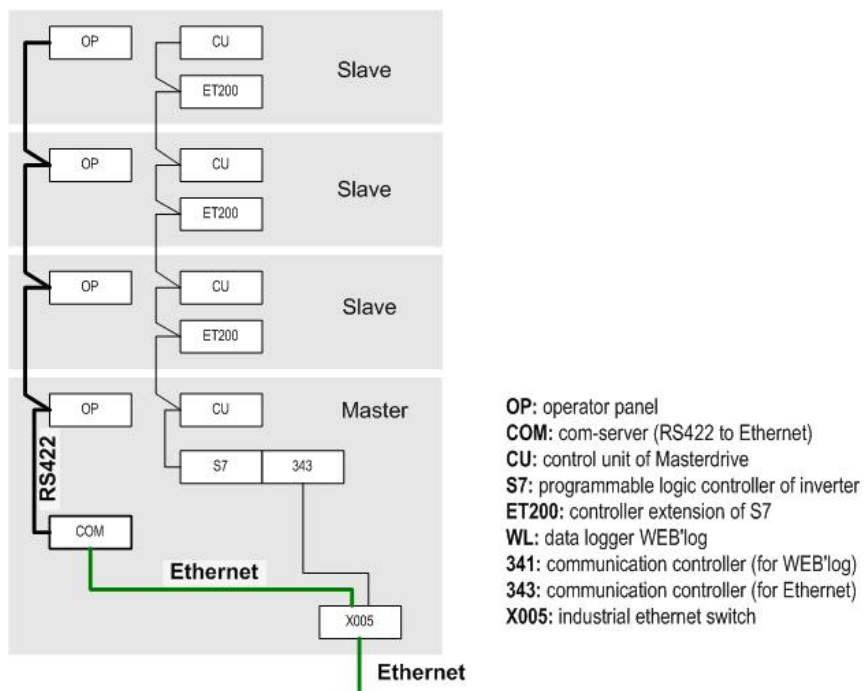 OP
CU
Slave
ET200
OP
CU
Slave
ET200
OP
CU
Slave
ET200
OP
CU
Master
RS422
S7
343
COM
Ethernet
X005
Ethernet
OP: operator panel
COM: com-server (RS422 to Ethernet)
CU: control unit of Masterdrive
S7: programmable logic controller of inverter
ET200: controller extension of S7
WL: data logger WEB'log
341: communication controller (for WEB'log)
343: communication controller (for Ethernet)
X005: industrial ethernet switch